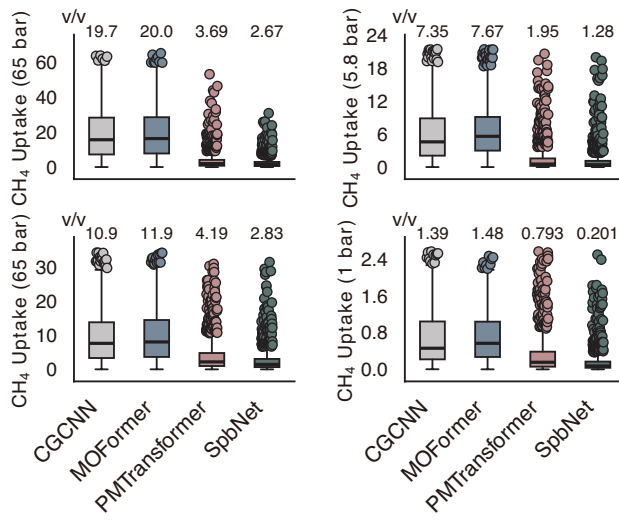 v/v
19.7 20.0 3.69 2.67
CH₄ Uptake (65 bar)
60
40
20
0
v/v
7.35 7.67 1.95 1.28
CH₄ Uptake (5.8 bar)
24
18
12
6
0
v/v
10.9 11.9 4.19 2.83
CH₄ Uptake (65 bar)
30
20
10
0
CGCNN
MOFormer
PMTransformer
SpbNet
v/v
1.39 1.48 0.793 0.201
CH₄ Uptake (1 bar)
2.4
1.6
0.8
0.0
CGCNN
MOFormer
PMTransformer
SpbNet